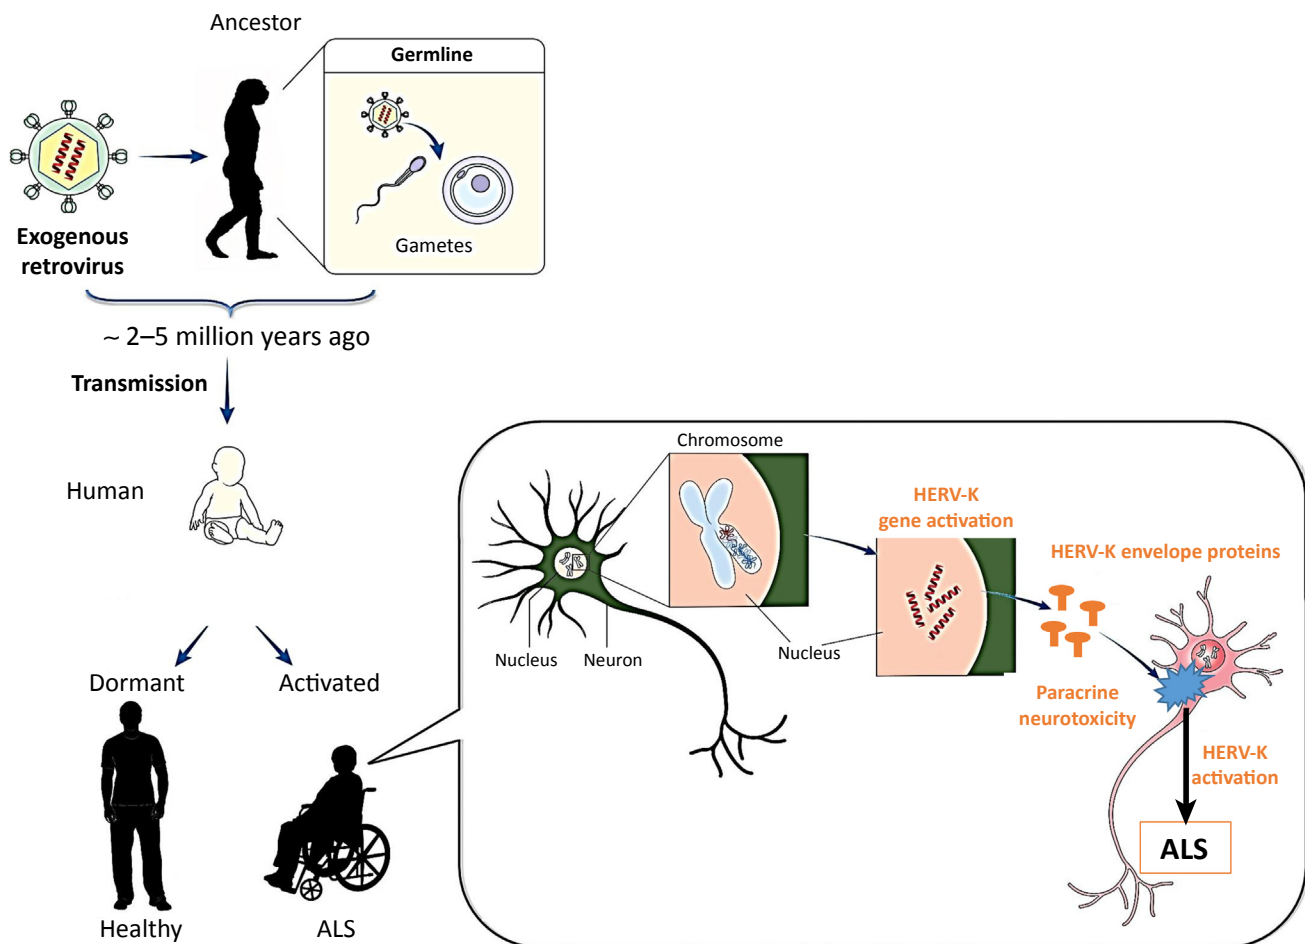 Ancestor
Germline
Gametes
Exogenous
retrovirus
~ 2–5 million years ago
Transmission
Human
Dormant
Activated
Healthy
ALS
Chromosome
Nucleus
Neuron
Nucleus
HERV-K
gene activation
HERV-K envelope proteins
Paracrine
neurotoxicity
HERV-K
activation
ALS